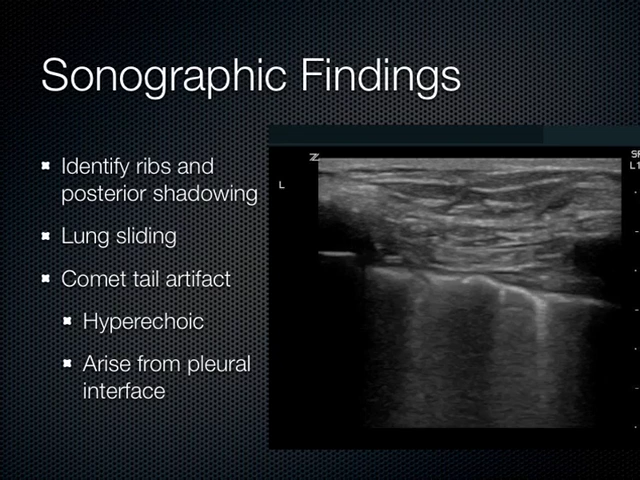 Sonographic Findings
Identify ribs and
posterior shadowing
Lung sliding
Comet tail artifact
Hyperechoic
Arise from pleural
interface
Z
L